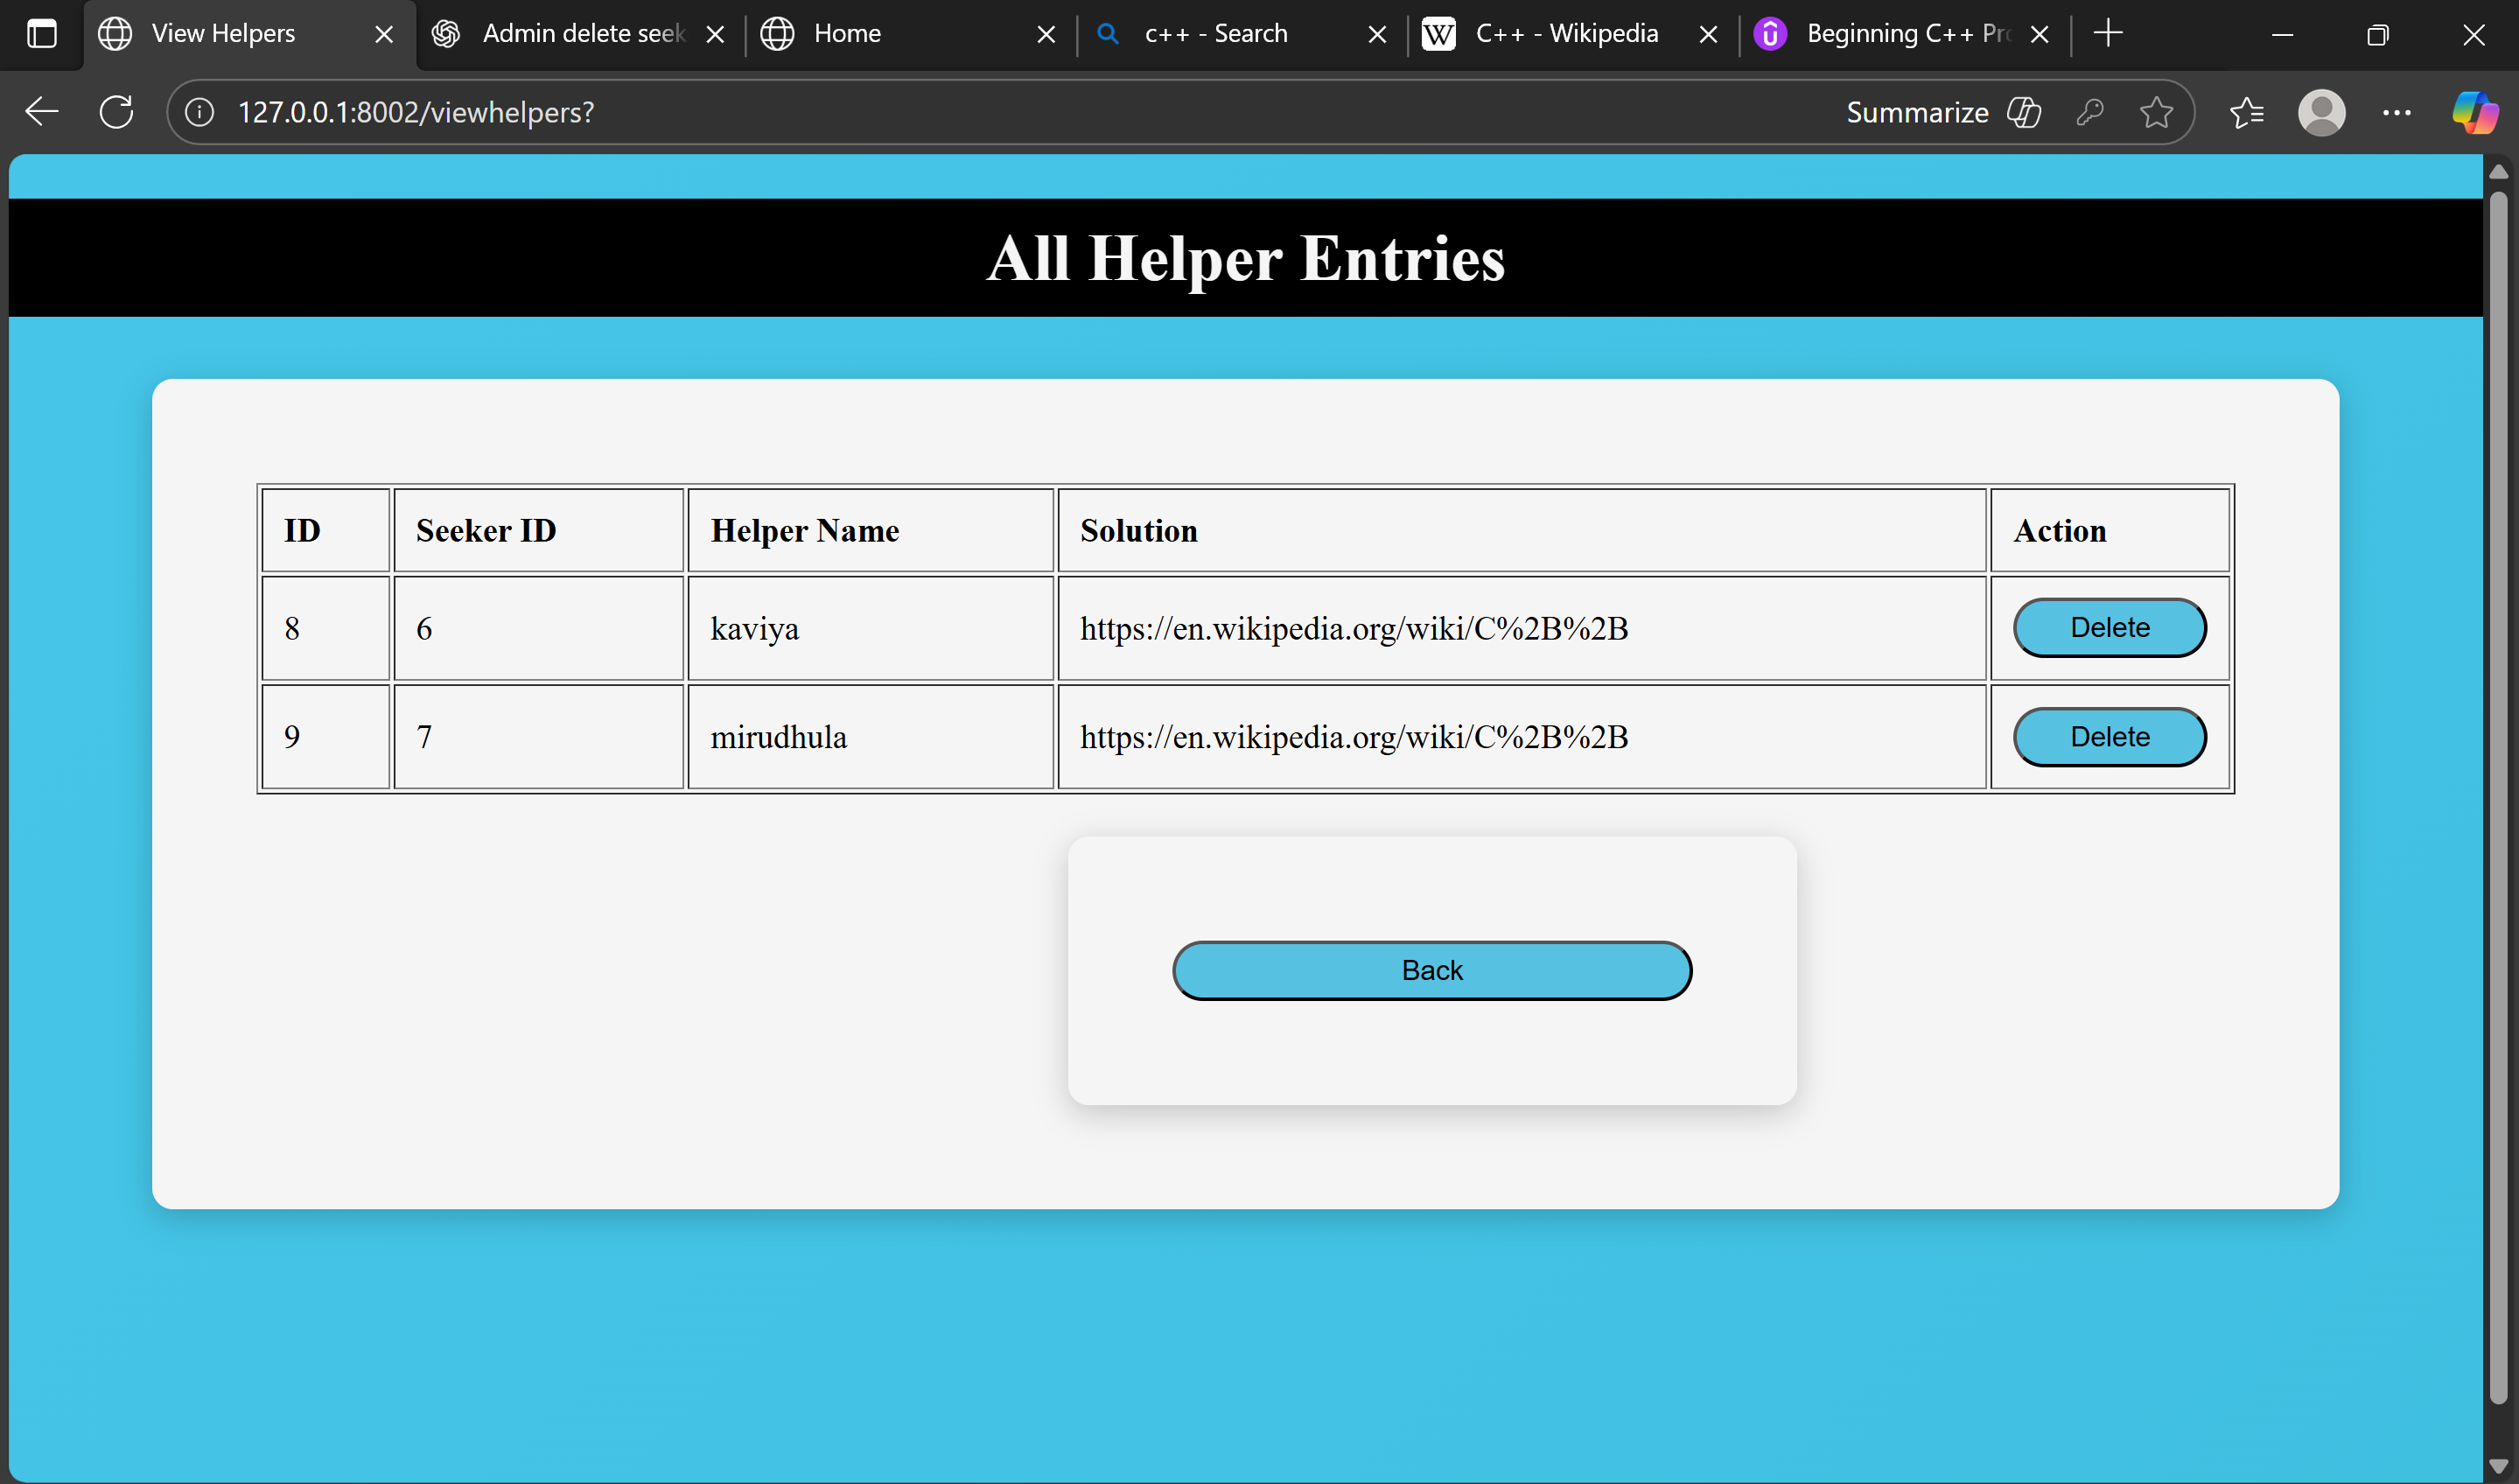 View Helpers Admin delete seek Home c++ - Search C++ - Wikipedia Beginning C++ Pro
127.0.0.1:8002/viewhelpers? Summarize
All Helper Entries
ID Seeker ID Helper Name Solution Action
8 6 kaviya https://en.wikipedia.org/wiki/C%2B%2B Delete
9 7 mirudhula https://en.wikipedia.org/wiki/C%2B%2B Delete
Back